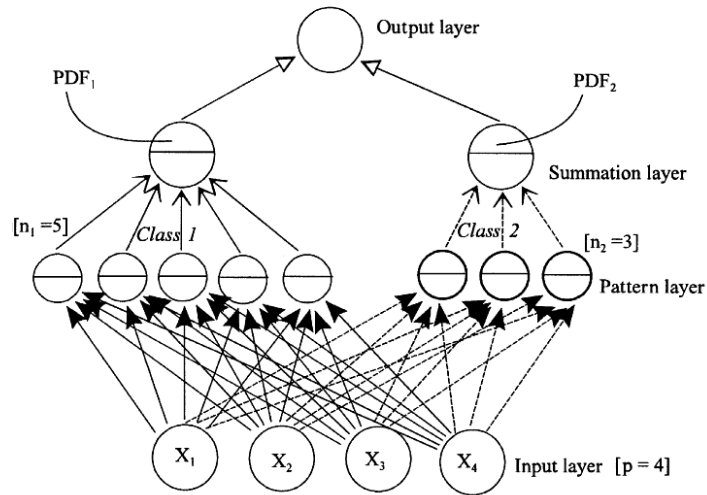 Output layer
PDF₁
PDF₂
Summation layer
[n₁ =5]
Class 1
Class 2
[n₂ =3]
Pattern layer
X₁
X₂
X₃
X₄
Input layer [p = 4]